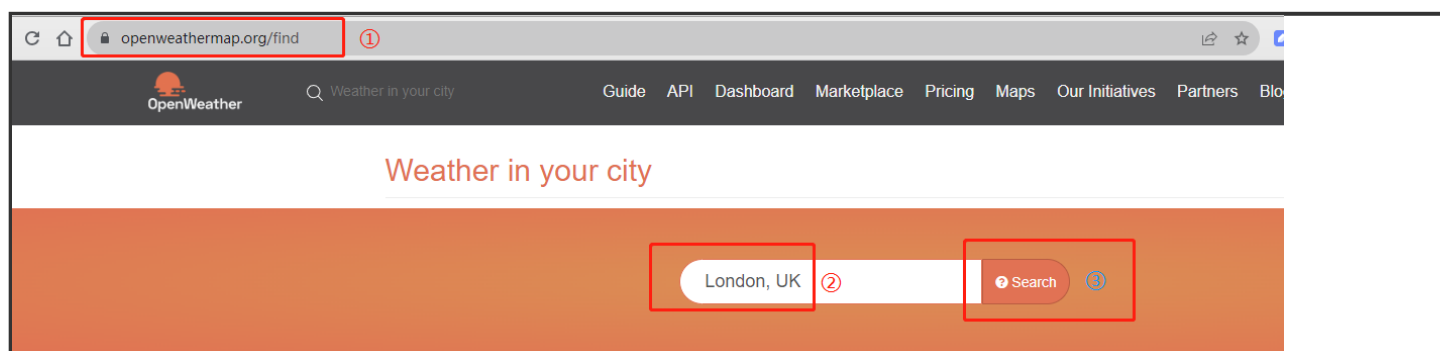 openweathermap.org/find ①
OpenWeather Weather in your city Guide API Dashboard Marketplace Pricing Maps Our Initiatives Partners Blo
Weather in your city
London, UK ② Search ③